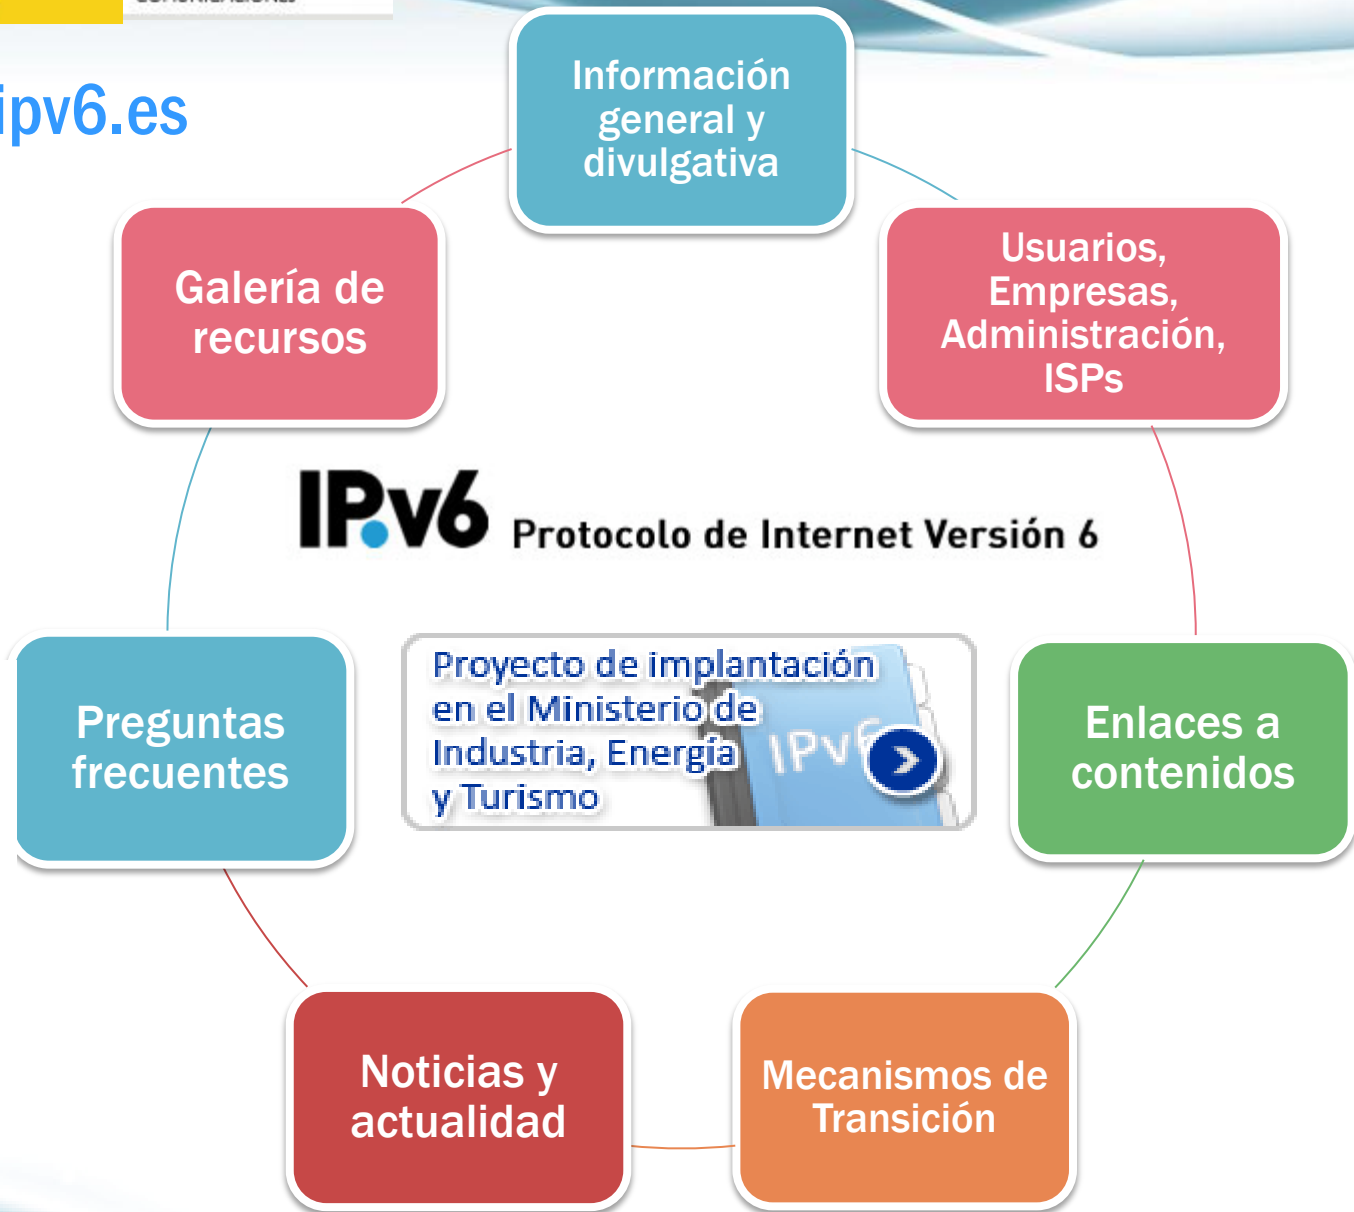 ipv6.es
Información
general y
divulgativa
Usuarios,
Empresas,
Administración,
ISPs
Galería de
recursos
IPv6 Protocolo de Internet Versión 6
Proyecto de implantación
en el Ministerio de
Industria, Energía
y Turismo
IPv6
Enlaces a
contenidos
Preguntas
frecuentes
Mecanismos de
Transición
Noticias y
actualidad